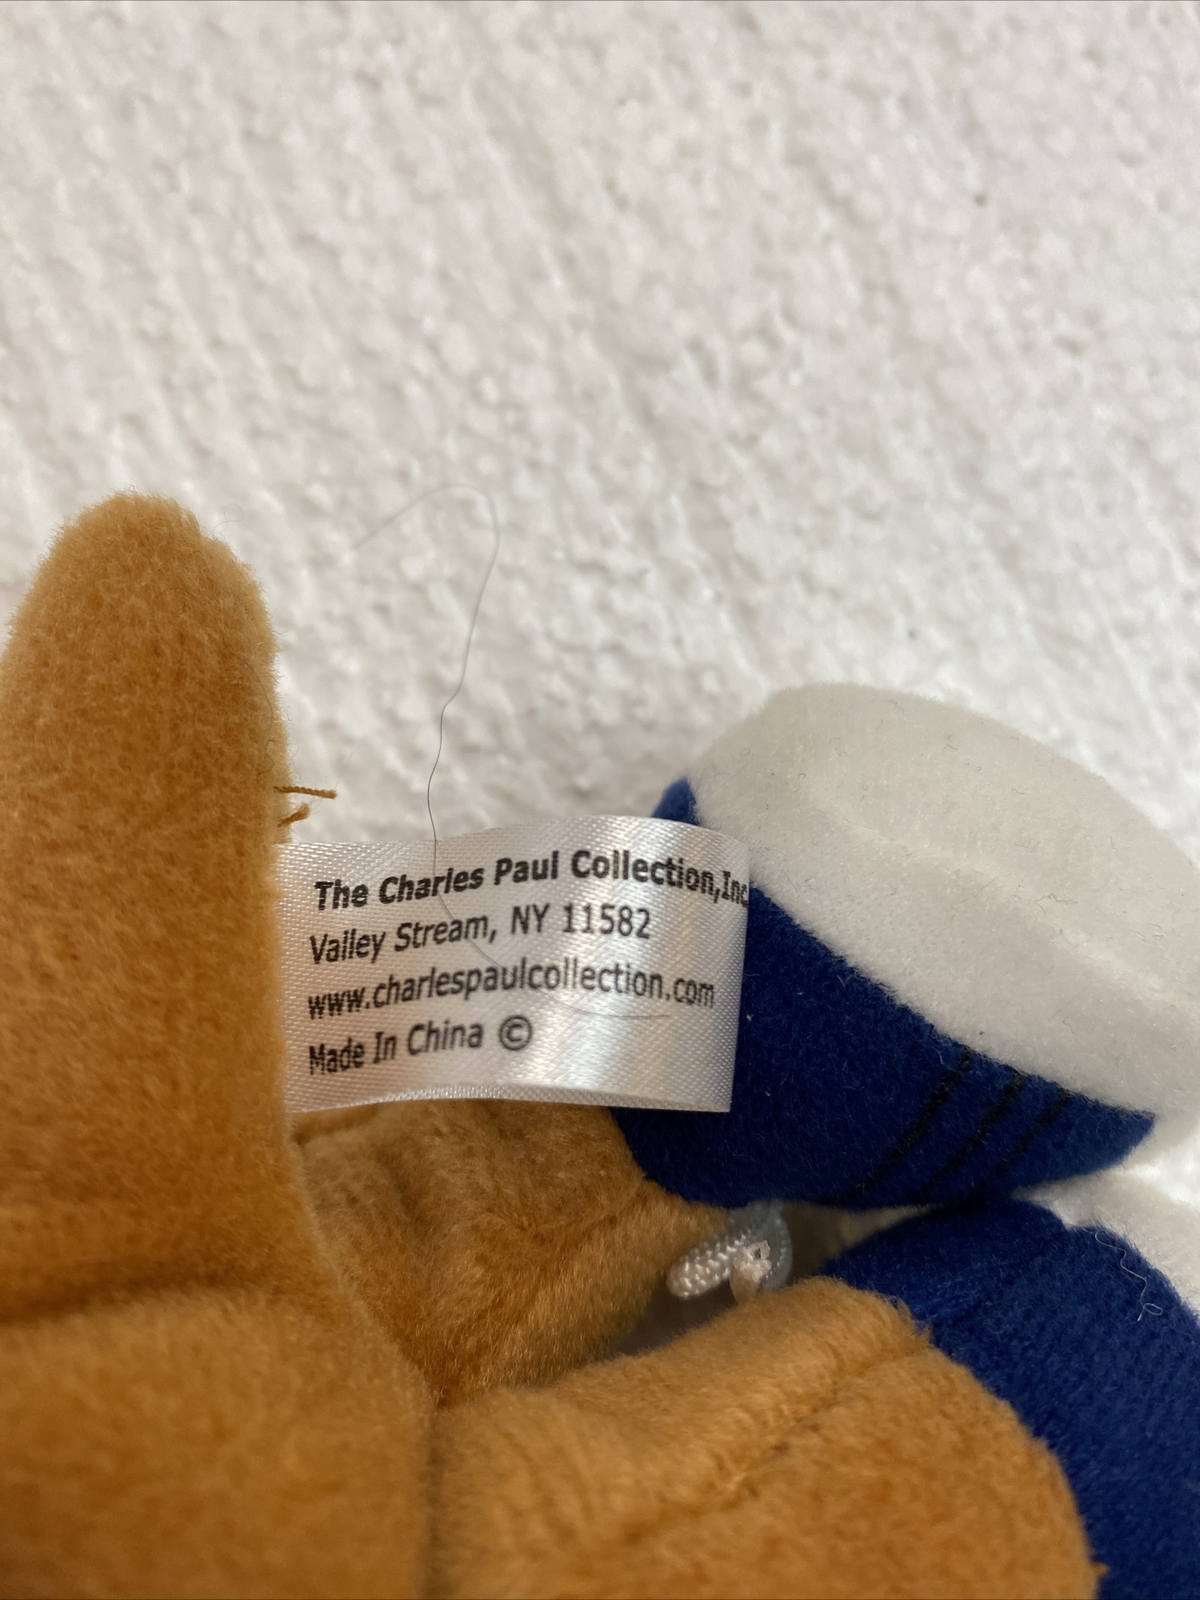 The Charles Paul Collection,Inc.
Valley Stream, NY 11582
www.charlespaulcollection.com
Made In China ©